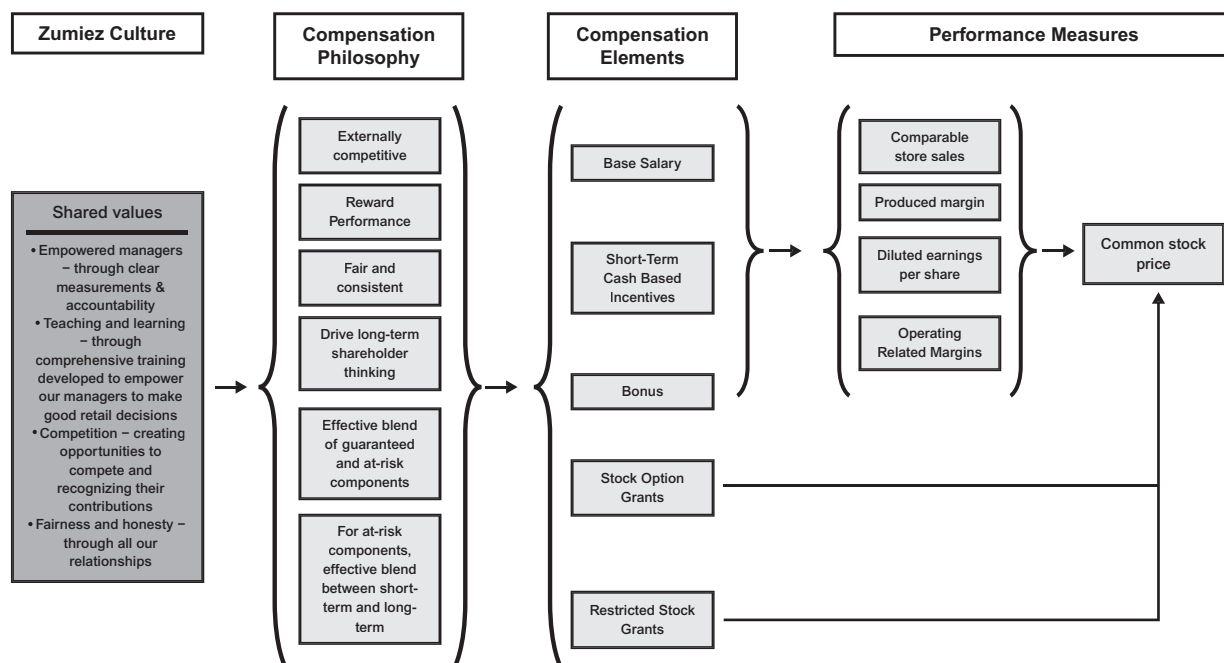 Zumiez Culture
Compensation
Philosophy
Compensation
Elements
Performance Measures
Shared values
• Empowered managers
− through clear
measurements &
accountability
• Teaching and learning
− through
comprehensive training
developed to empower
our managers to make
good retail decisions
• Competition − creating
opportunities to
compete and
recognizing their
contributions
• Fairness and honesty −
through all our
relationships
Externally
competitive
Reward
Performance
Fair and
consistent
Drive long-term
shareholder
thinking
Effective blend
of guaranteed
and at-risk
components
For at-risk
components,
effective blend
between short-
term and long-
term
Base Salary
Short-Term
Cash Based
Incentives
Bonus
Stock Option
Grants
Restricted Stock
Grants
Comparable
store sales
Produced margin
Diluted earnings
per share
Operating
Related Margins
Common stock
price